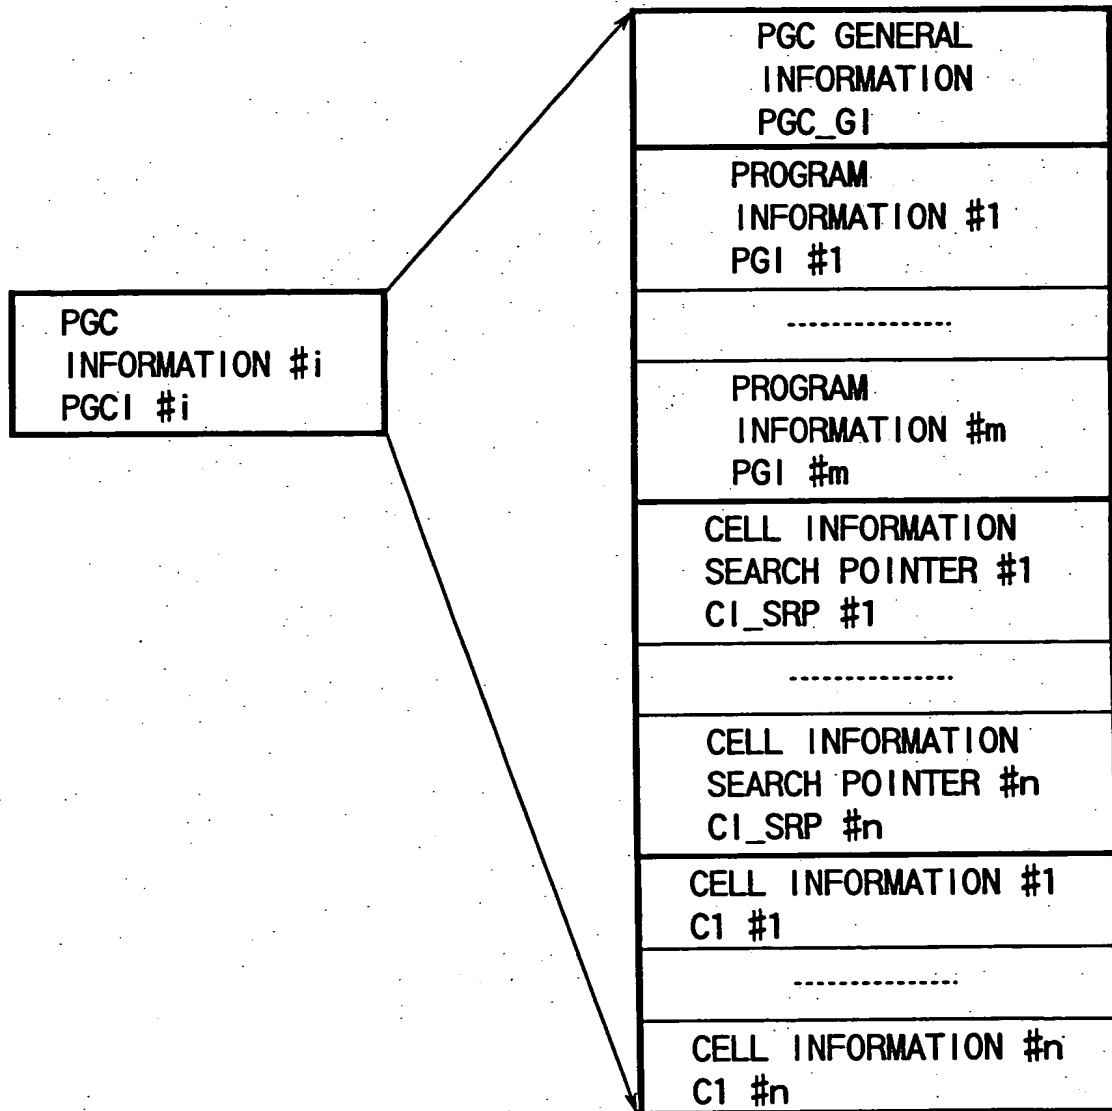 PGC
INFORMATION #i
PGCI #i
PGC GENERAL
INFORMATION
PGC_GI
PROGRAM
INFORMATION #1
PGI #1
---------------
PROGRAM
INFORMATION #m
PGI #m
CELL INFORMATION
SEARCH POINTER #1
CI_SRP #1
---------------
CELL INFORMATION
SEARCH POINTER #n
CI_SRP #n
CELL INFORMATION #1
C1 #1
---------------
CELL INFORMATION #n
C1 #n